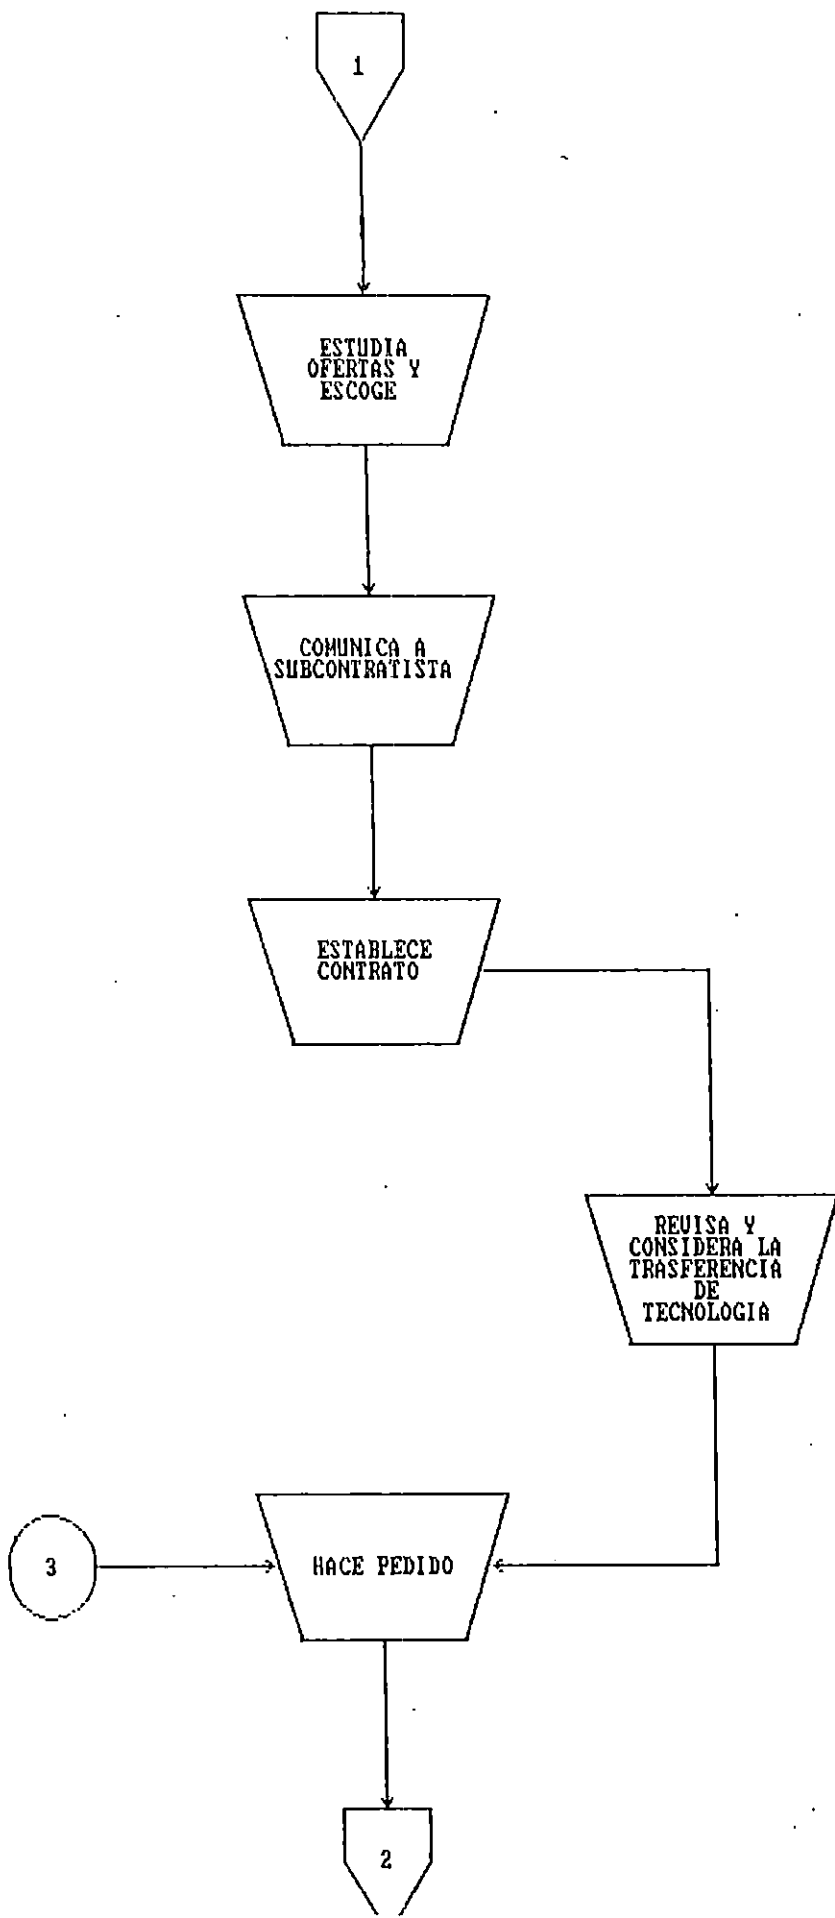 1
ESTUDIA
OFERTAS Y
ESCOGE
COMUNICA A
SUBCONTRATISTA
ESTABLECE
CONTRATO
REVISA Y
CONSIDERA LA
TRASFERENCIA
DE
TECNOLOGIA
3
HACE PEDIDO
2